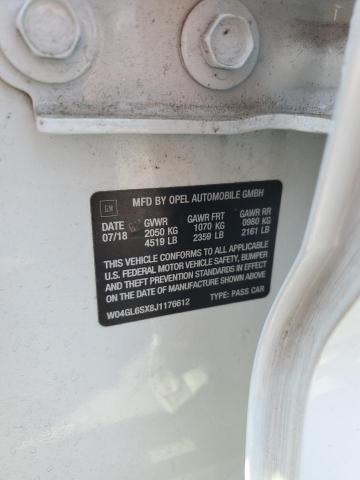 GM MFD BY OPEL AUTOMOBILE GMBH
DATE GVWR GAWR FRT GAWR RR
07/18 2050 KG 1070 KG 0980 KG
4519 LB 2359 LB 2161 LB
THIS VEHICLE CONFORMS TO ALL APPLICABLE
U.S. FEDERAL MOTOR VEHICLE SAFETY, BUMPER
AND THEFT PREVENTION STANDARDS IN EFFECT
ON THE DATE OF MANUFACTURE SHOWN ABOVE.
W04GL6SX8J1176612 TYPE: PASS CAR